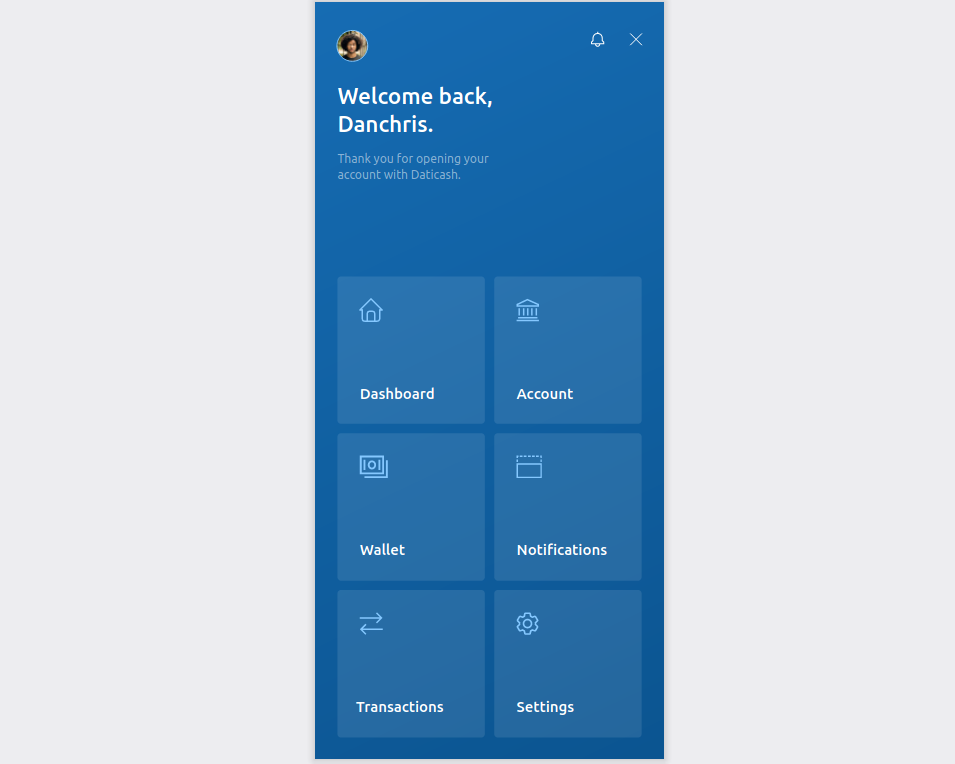 Welcome back,
Danchris.
Thank you for opening your
account with Daticash.
Dashboard
Account
Wallet
Notifications
Transactions
Settings